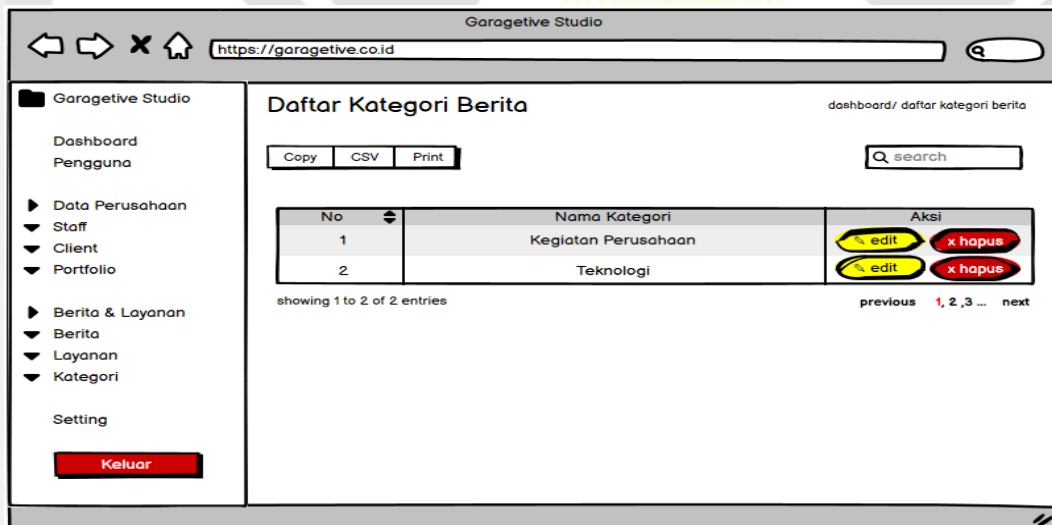 Garagetive Studio
https://garagetive.co.id
Garagetive Studio
Dashboard
Pengguna
Data Perusahaan
Staff
Client
Portfolio
Berita & Layanan
Berita
Layanan
Kategori
Setting
Keluar
Daftar Kategori Berita
dashboard/ daftar kategori berita
Copy CSV Print
search
No Nama Kategori Aksi
1 Kegiatan Perusahaan edit x hapus
2 Teknologi edit x hapus
showing 1 to 2 of 2 entries
previous 1, 2 ,3 ... next